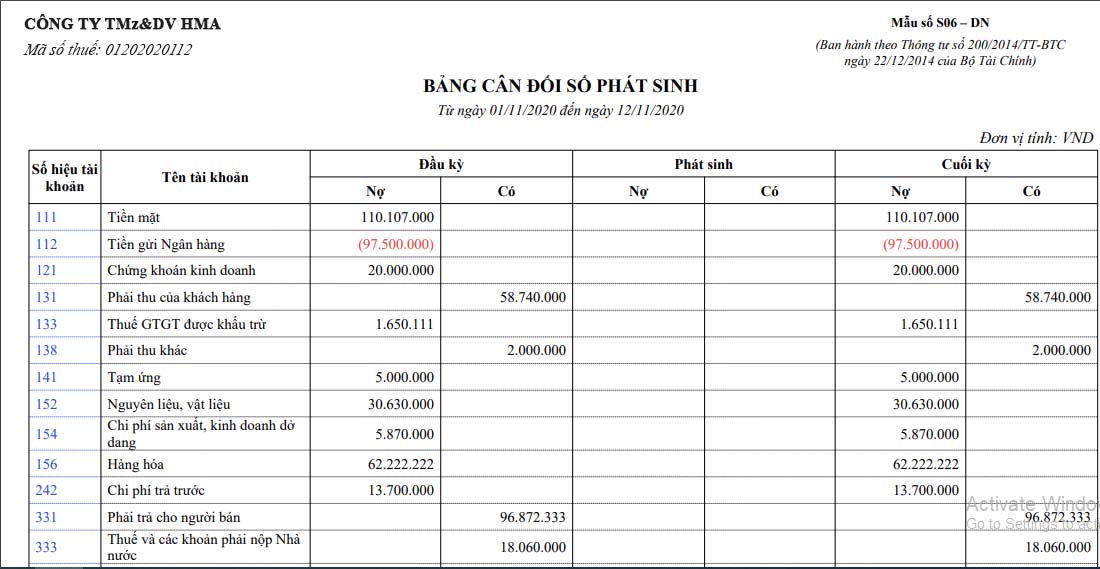 CÔNG TY TMz&DV HMA
Mã số thuế: 01202020112
Mẫu số S06 – DN
(Ban hành theo Thông tư số 200/2014/TT-BTC
ngày 22/12/2014 của Bộ Tài Chính)
BẢNG CÂN ĐỐI SỐ PHÁT SINH
Từ ngày 01/11/2020 đến ngày 12/11/2020
Đơn vị tính: VND
Số hiệu tài khoản Tên tài khoản Đầu kỳ Phát sinh Cuối kỳ
Nợ Có Nợ Có Nợ Có
111 Tiền mặt 110.107.000 110.107.000
112 Tiền gửi Ngân hàng (97.500.000) (97.500.000)
121 Chứng khoán kinh doanh 20.000.000 20.000.000
131 Phải thu của khách hàng 58.740.000 58.740.000
133 Thuế GTGT được khấu trừ 1.650.111 1.650.111
138 Phải thu khác 2.000.000 2.000.000
141 Tạm ứng 5.000.000 5.000.000
152 Nguyên liệu, vật liệu 30.630.000 30.630.000
154 Chi phí sản xuất, kinh doanh dở dang 5.870.000 5.870.000
156 Hàng hóa 62.222.222 62.222.222
242 Chi phí trả trước 13.700.000 13.700.000
331 Phải trả cho người bán 96.872.333 96.872.333
333 Thuế và các khoản phải nộp Nhà nước 18.060.000 18.060.000
Activate Windo
Go to Settings to acti